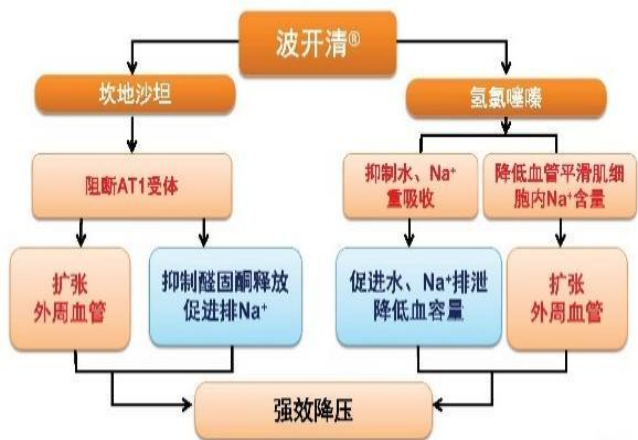 波开清®
坎地沙坦
氢氯噻嗪
阻断AT1受体
抑制水、Na⁺
重吸收
降低血管平滑肌细
胞内Na⁺含量
扩张
外周血管
抑制醛固酮释放
促进排Na⁺
促进水、Na⁺排泄
降低血容量
扩张
外周血管
强效降压